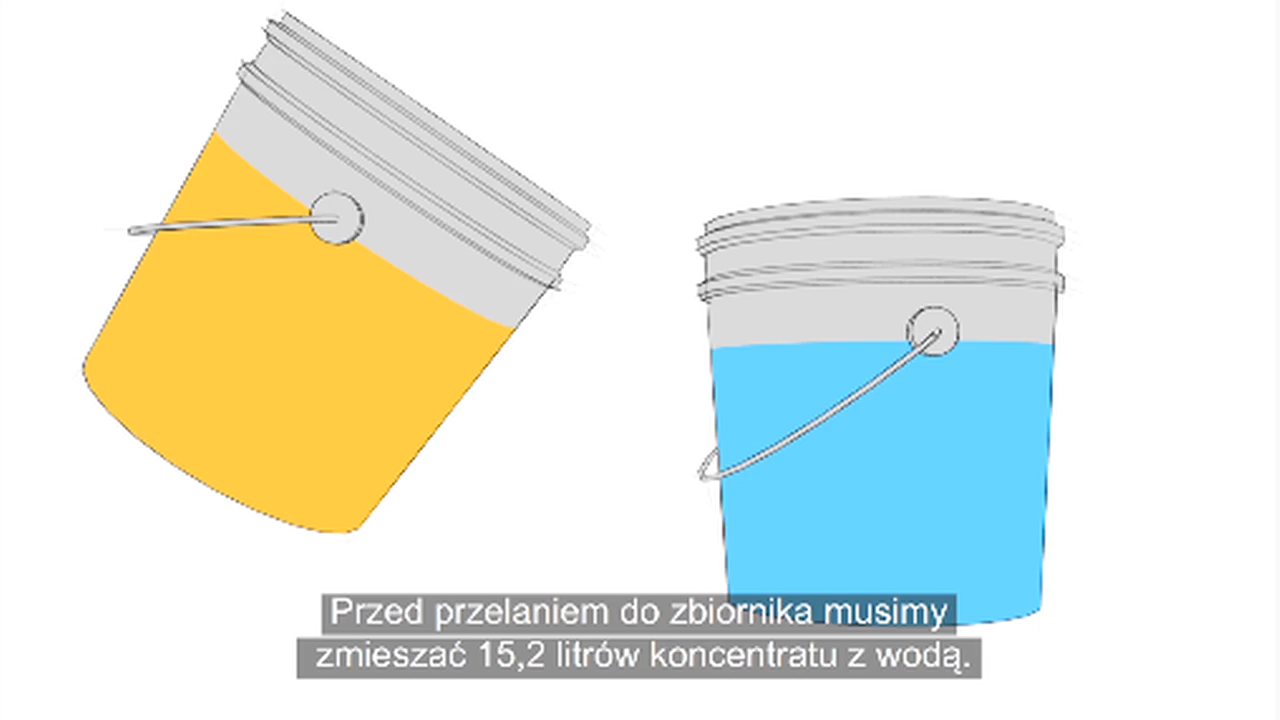 Przed przelaniem do zbiornika musimy
zmieszać 15,2 litrów koncentratu z wodą.